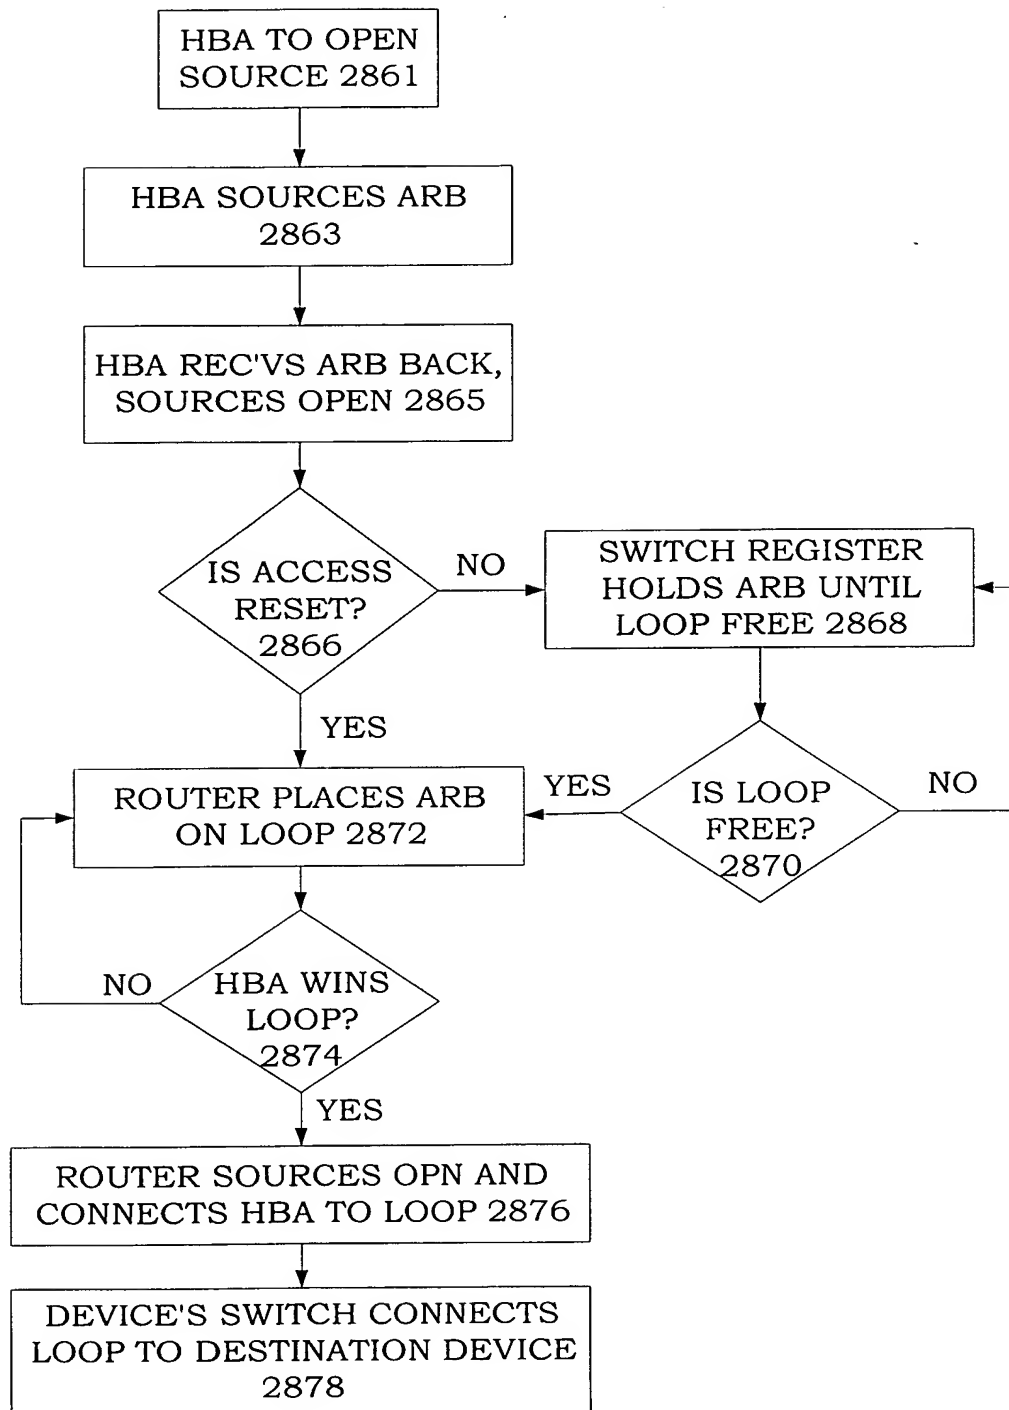 HBA TO OPEN
SOURCE 2861
HBA SOURCES ARB
2863
HBA REC'VS ARB BACK,
SOURCES OPEN 2865
IS ACCESS
RESET?
2866
NO
SWITCH REGISTER
HOLDS ARB UNTIL
LOOP FREE 2868
YES
ROUTER PLACES ARB
ON LOOP 2872
YES
IS LOOP
FREE?
2870
NO
NO
HBA WINS
LOOP?
2874
YES
ROUTER SOURCES OPN AND
CONNECTS HBA TO LOOP 2876
DEVICE'S SWITCH CONNECTS
LOOP TO DESTINATION DEVICE
2878